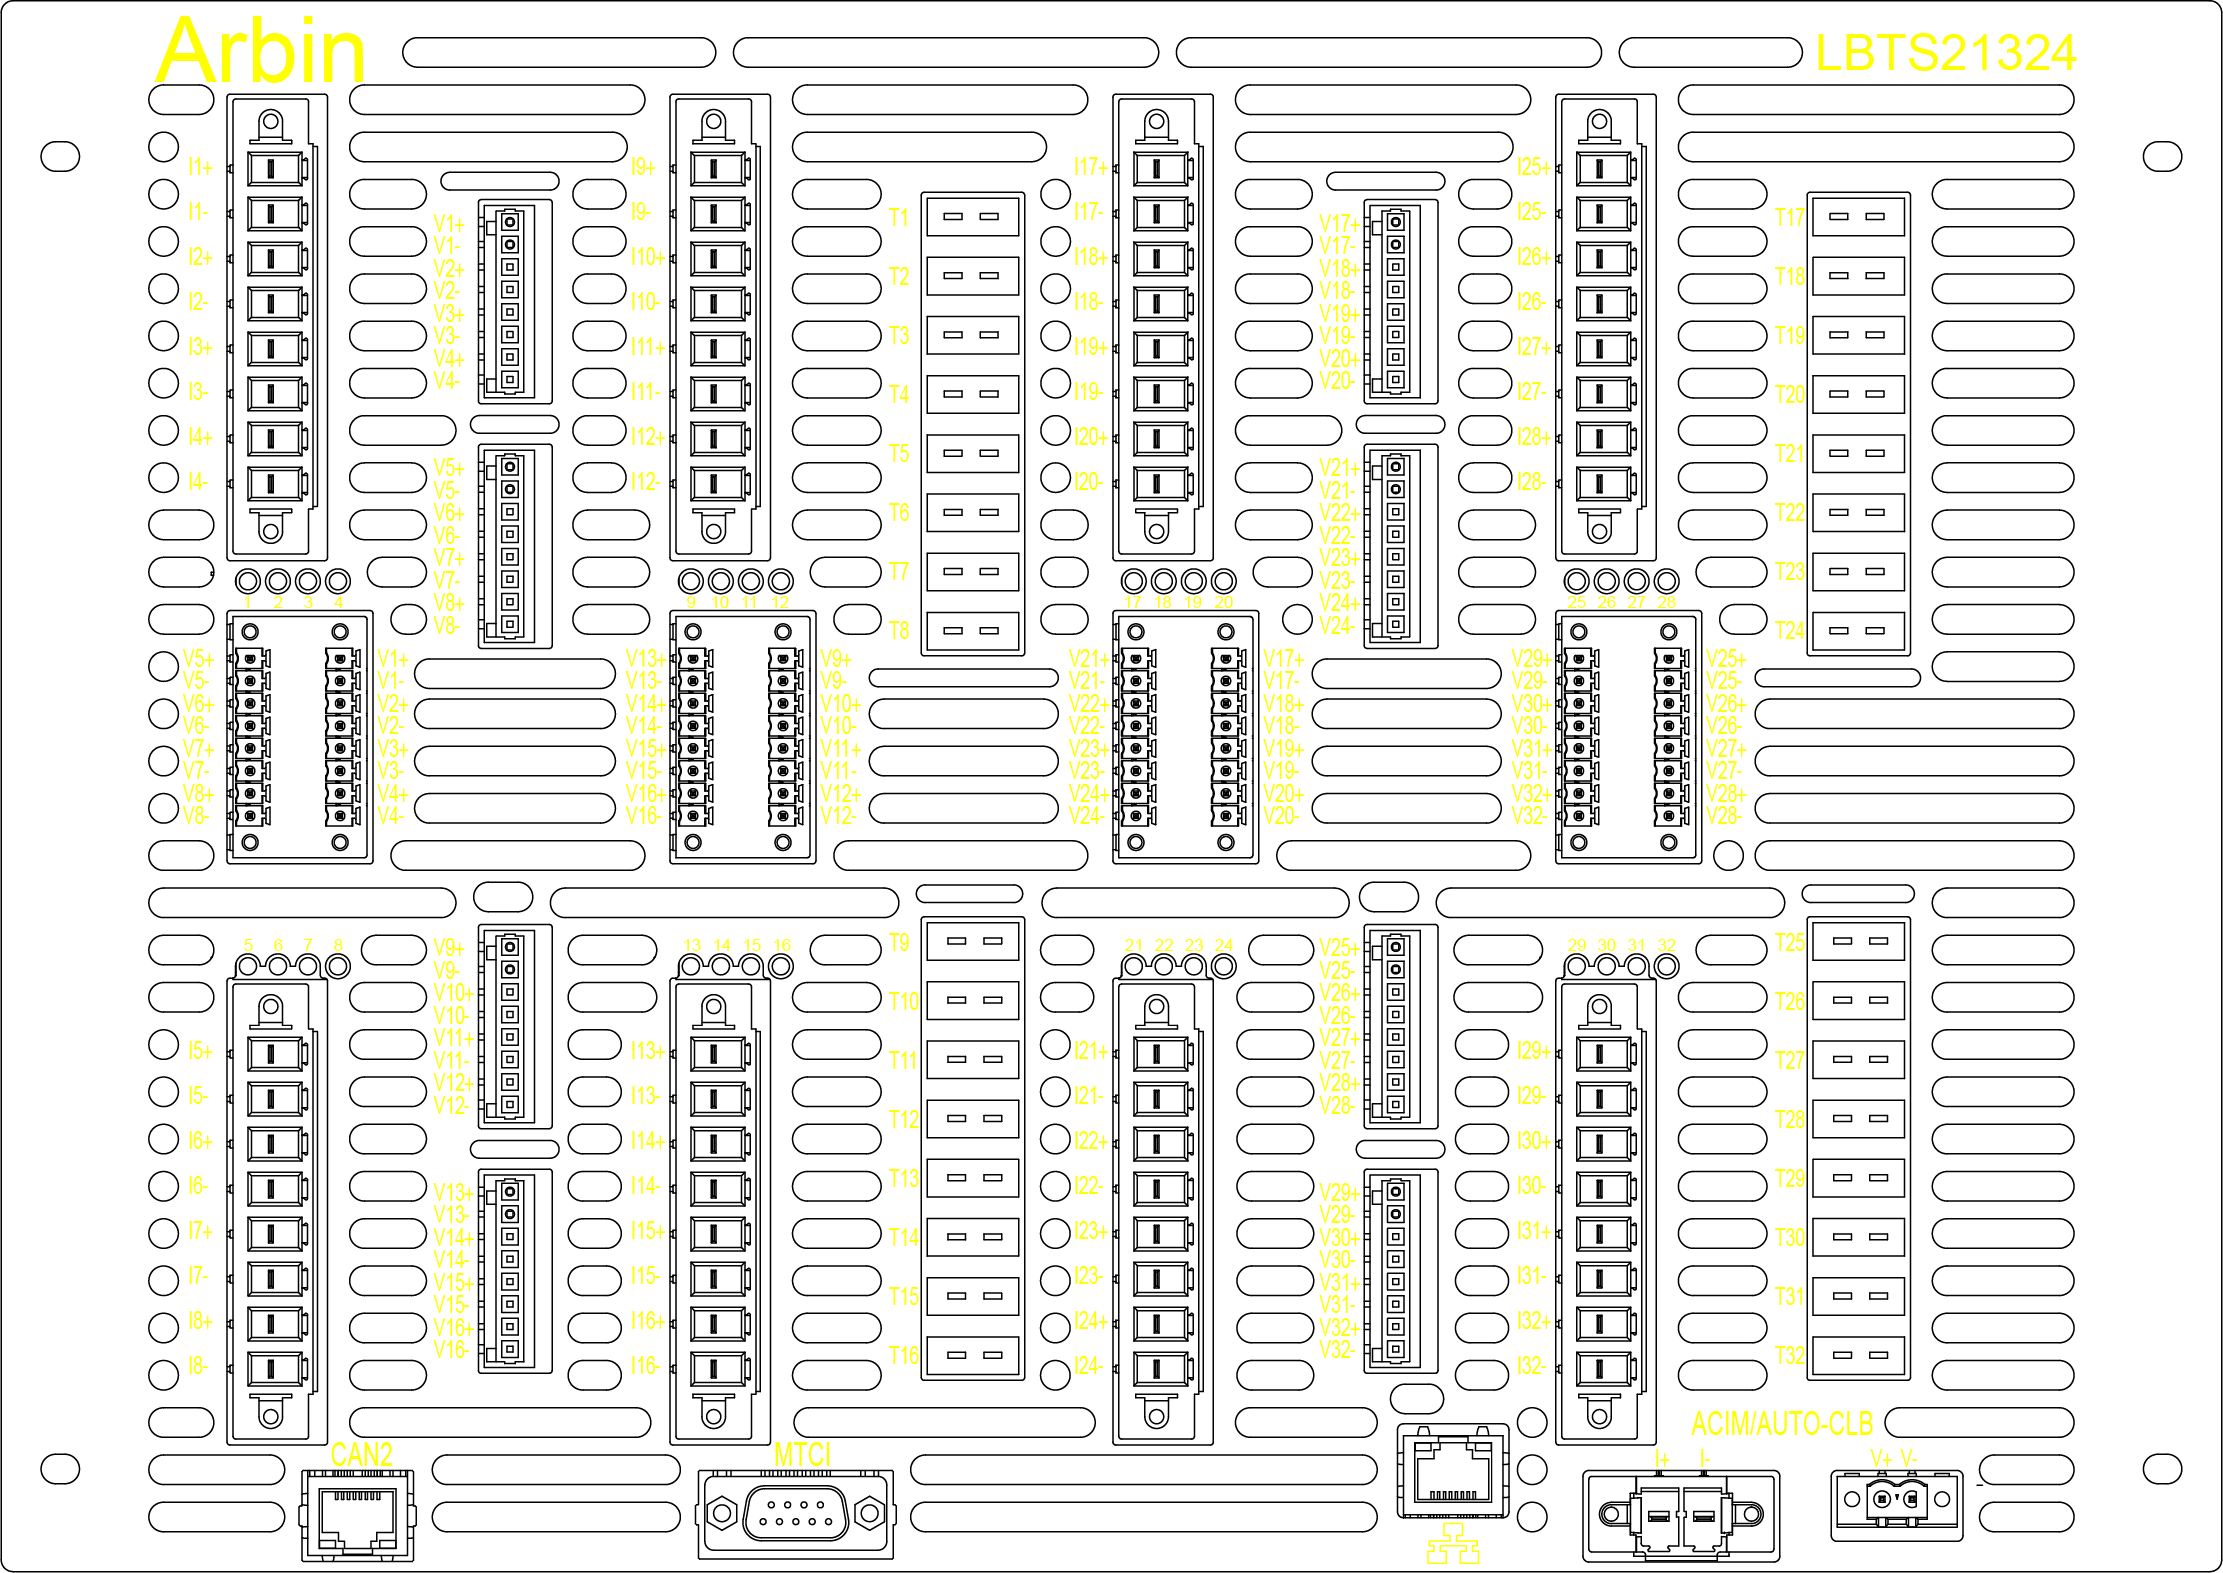 Arbin
LBTS21324
I1+
I1-
I2+
I2-
I3+
I3-
I4+
I4-
V1+
V1-
V2+
V2-
V3+
V3-
V4+
V4-
V5+
V5-
V6+
V6-
V7+
V7-
V8+
V8-
I9+
I9-
I10+
I10-
I11+
I11-
I12+
I12-
T1
T2
T3
T4
T5
T6
T7
T8
I17+
I17-
I18+
I18-
I19+
I19-
I20+
I20-
V17+
V17-
V18+
V18-
V19+
V19-
V20+
V20-
V21+
V21-
V22+
V22-
V23+
V23-
V24+
V24-
I25+
I25-
I26+
I26-
I27+
I27-
I28+
I28-
T17
T18
T19
T20
T21
T22
T23
T24
1 2 3 4
9 10 11 12
17 18 19 20
25 26 27 28
V5+
V5-
V6+
V6-
V7+
V7-
V8+
V8-
V1+
V1-
V2+
V2-
V3+
V3-
V4+
V4-
V13+
V13-
V14+
V14-
V15+
V15-
V16+
V16-
V9+
V9-
V10+
V10-
V11+
V11-
V12+
V12-
V21+
V21-
V22+
V22-
V23+
V23-
V24+
V24-
V17+
V17-
V18+
V18-
V19+
V19-
V20+
V20-
V29+
V29-
V30+
V30-
V31+
V31-
V32+
V32-
V25+
V25-
V26+
V26-
V27+
V27-
V28+
V28-
5 6 7 8
13 14 15 16
21 22 23 24
29 30 31 32
I5+
I5-
I6+
I6-
I7+
I7-
I8+
I8-
V9+
V9-
V10+
V10-
V11+
V11-
V12+
V12-
V13+
V13-
V14+
V14-
V15+
V15-
V16+
V16-
I13+
I13-
I14+
I14-
I15+
I15-
I16+
I16-
T9
T10
T11
T12
T13
T14
T15
T16
I21+
I21-
I22+
I22-
I23+
I23-
I24+
I24-
V25+
V25-
V26+
V26-
V27+
V27-
V28+
V28-
V29+
V29-
V30+
V30-
V31+
V31-
V32+
V32-
I29+
I29-
I30+
I30-
I31+
I31-
I32+
I32-
T25
T26
T27
T28
T29
T30
T31
T32
CAN2
MTCI
ACIM/AUTO-CLB
I+ I- V+ V-